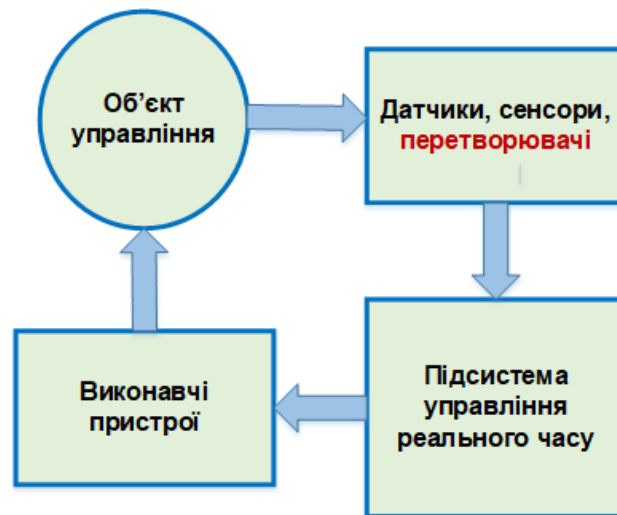 Об’єкт
управління
Датчики, сенсори,
перетворювачі
Виконавчі
пристрої
Підсистема
управління
реального часу